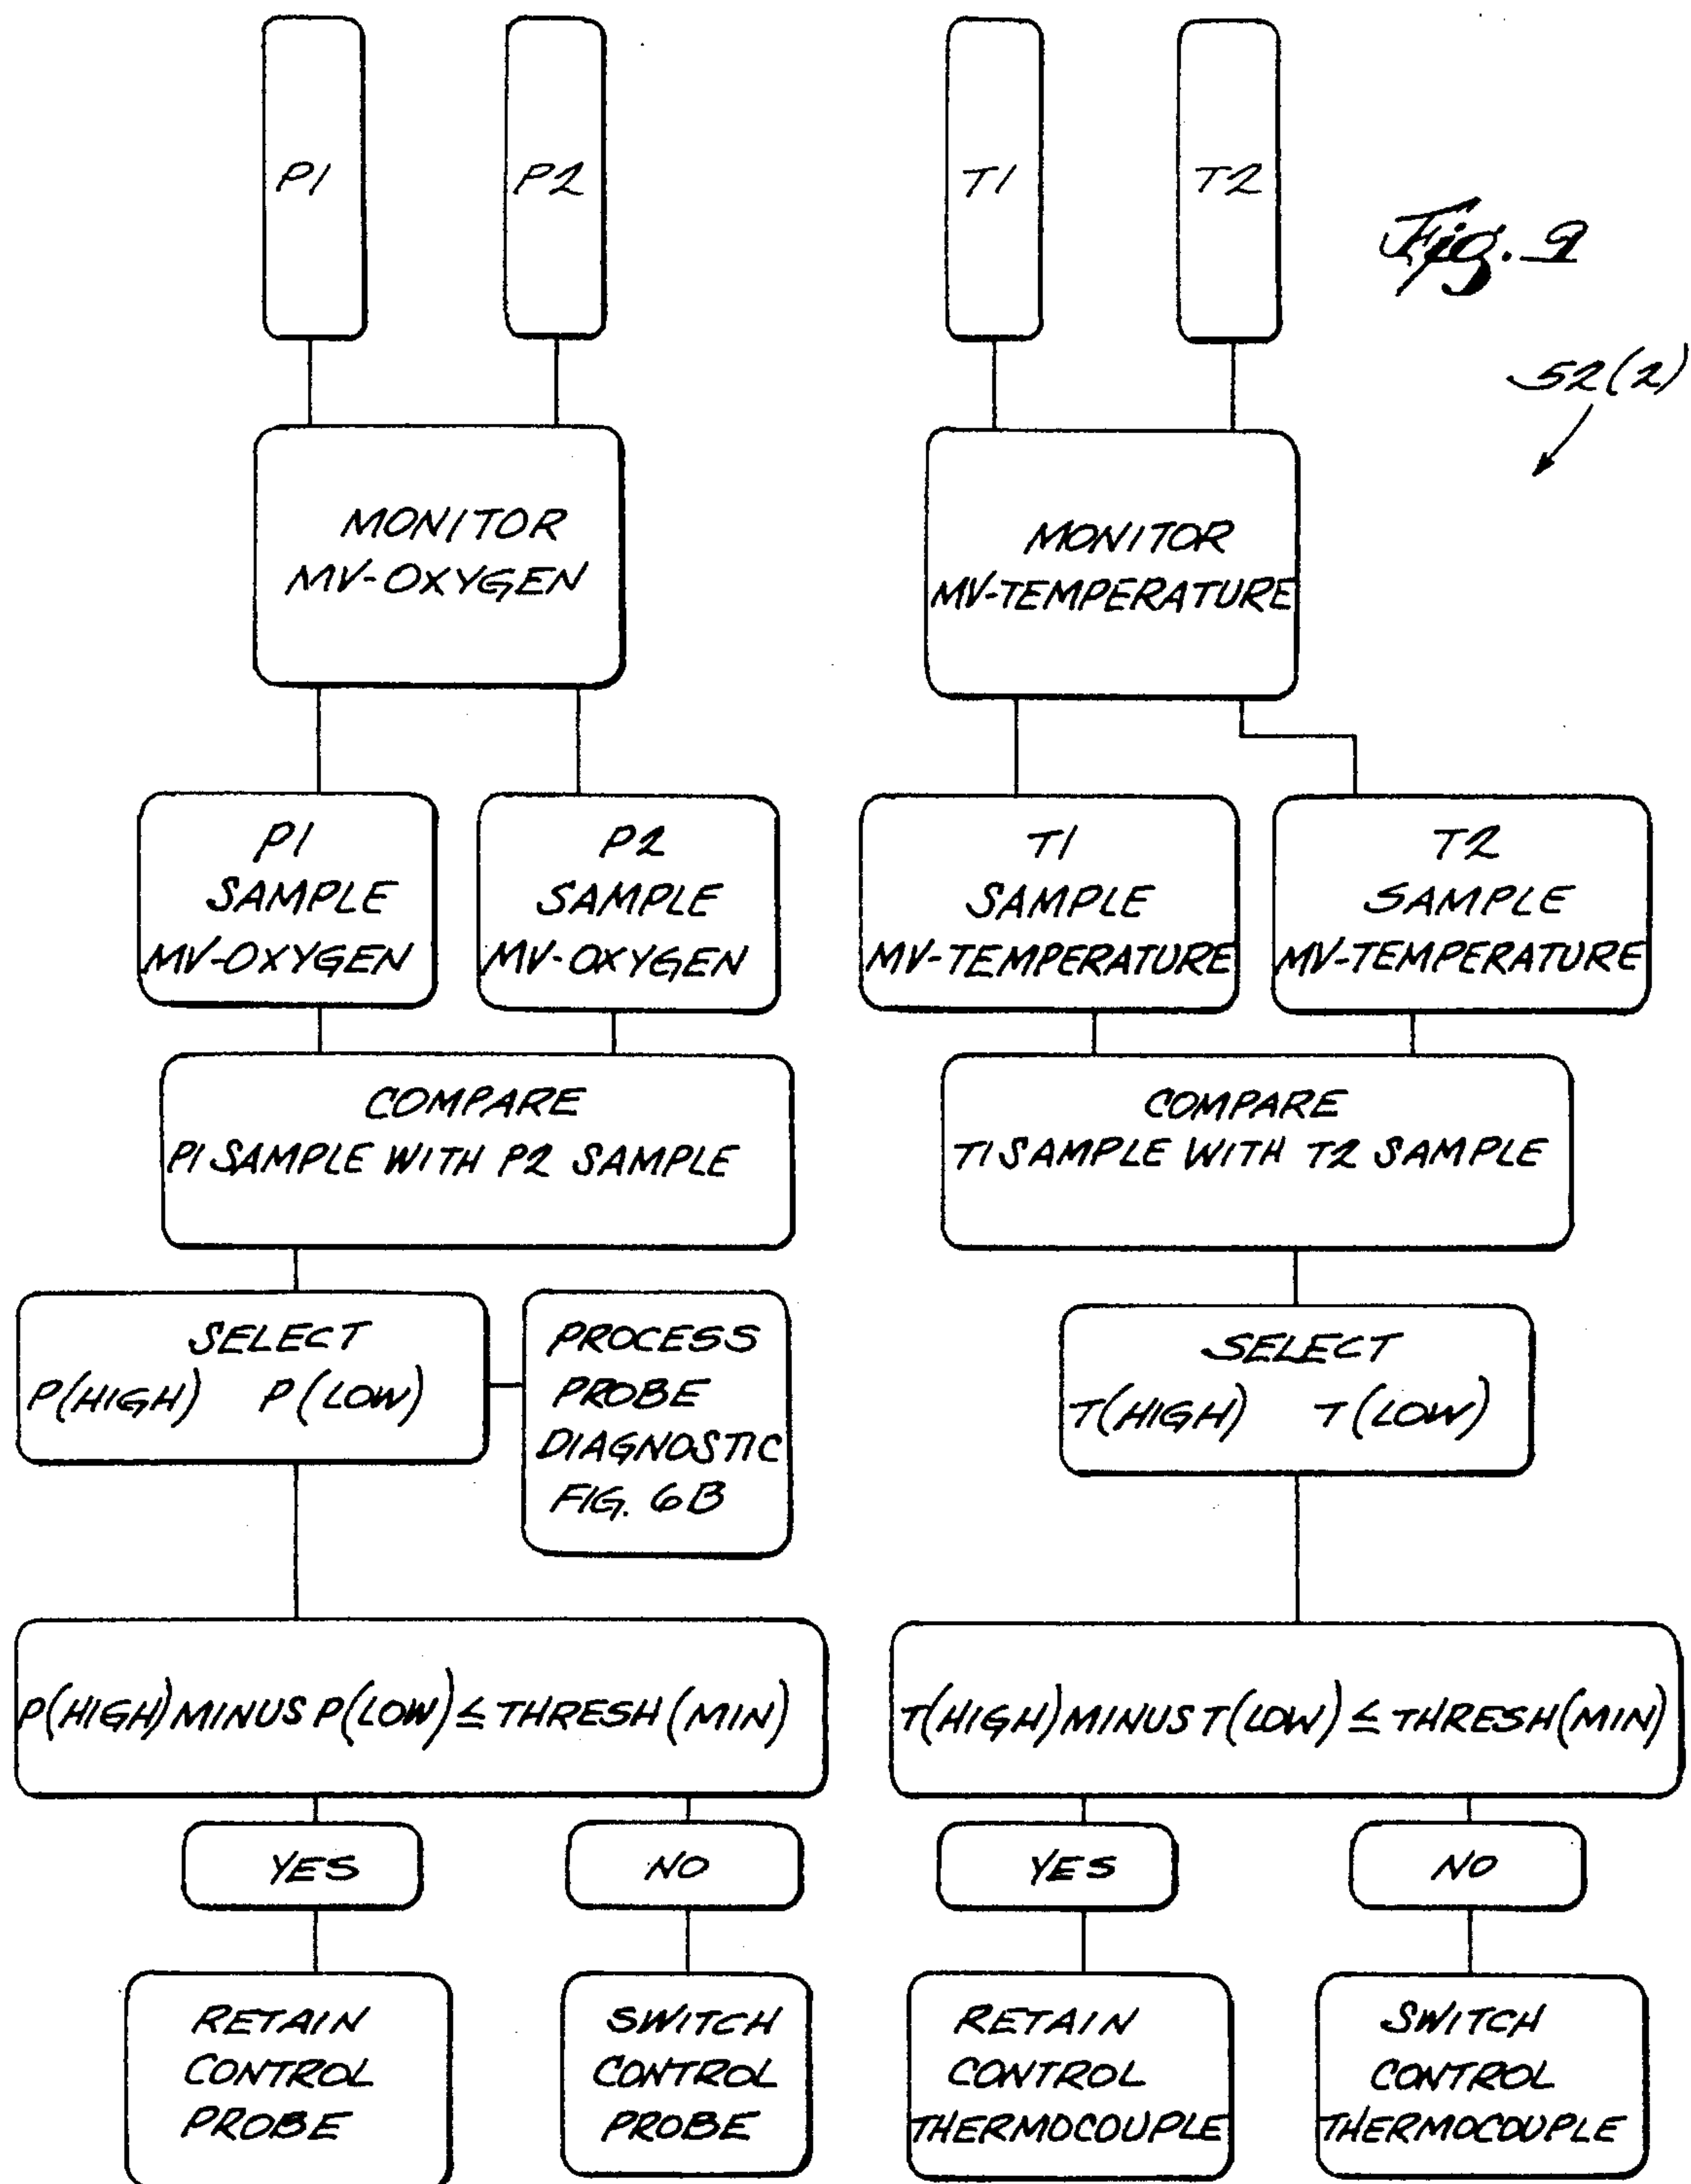 P1
P2
T1
T2
Fig. 9
52(2)
MONITOR
MV-OXYGEN
MONITOR
MV-TEMPERATURE
P1
SAMPLE
MV-OXYGEN
P2
SAMPLE
MV-OXYGEN
T1
SAMPLE
MV-TEMPERATURE
T2
SAMPLE
MV-TEMPERATURE
COMPARE
P1 SAMPLE WITH P2 SAMPLE
COMPARE
T1 SAMPLE WITH T2 SAMPLE
SELECT
P(HIGH) P(LOW)
PROCESS
PROBE
DIAGNOSTIC
FIG. 6B
SELECT
T(HIGH) T(LOW)
P(HIGH) MINUS P(LOW) ≤ THRESH (MIN)
T(HIGH) MINUS T(LOW) ≤ THRESH (MIN)
YES
NO
YES
NO
RETAIN
CONTROL
PROBE
SWITCH
CONTROL
PROBE
RETAIN
CONTROL
THERMOCOUPLE
SWITCH
CONTROL
THERMOCOUPLE